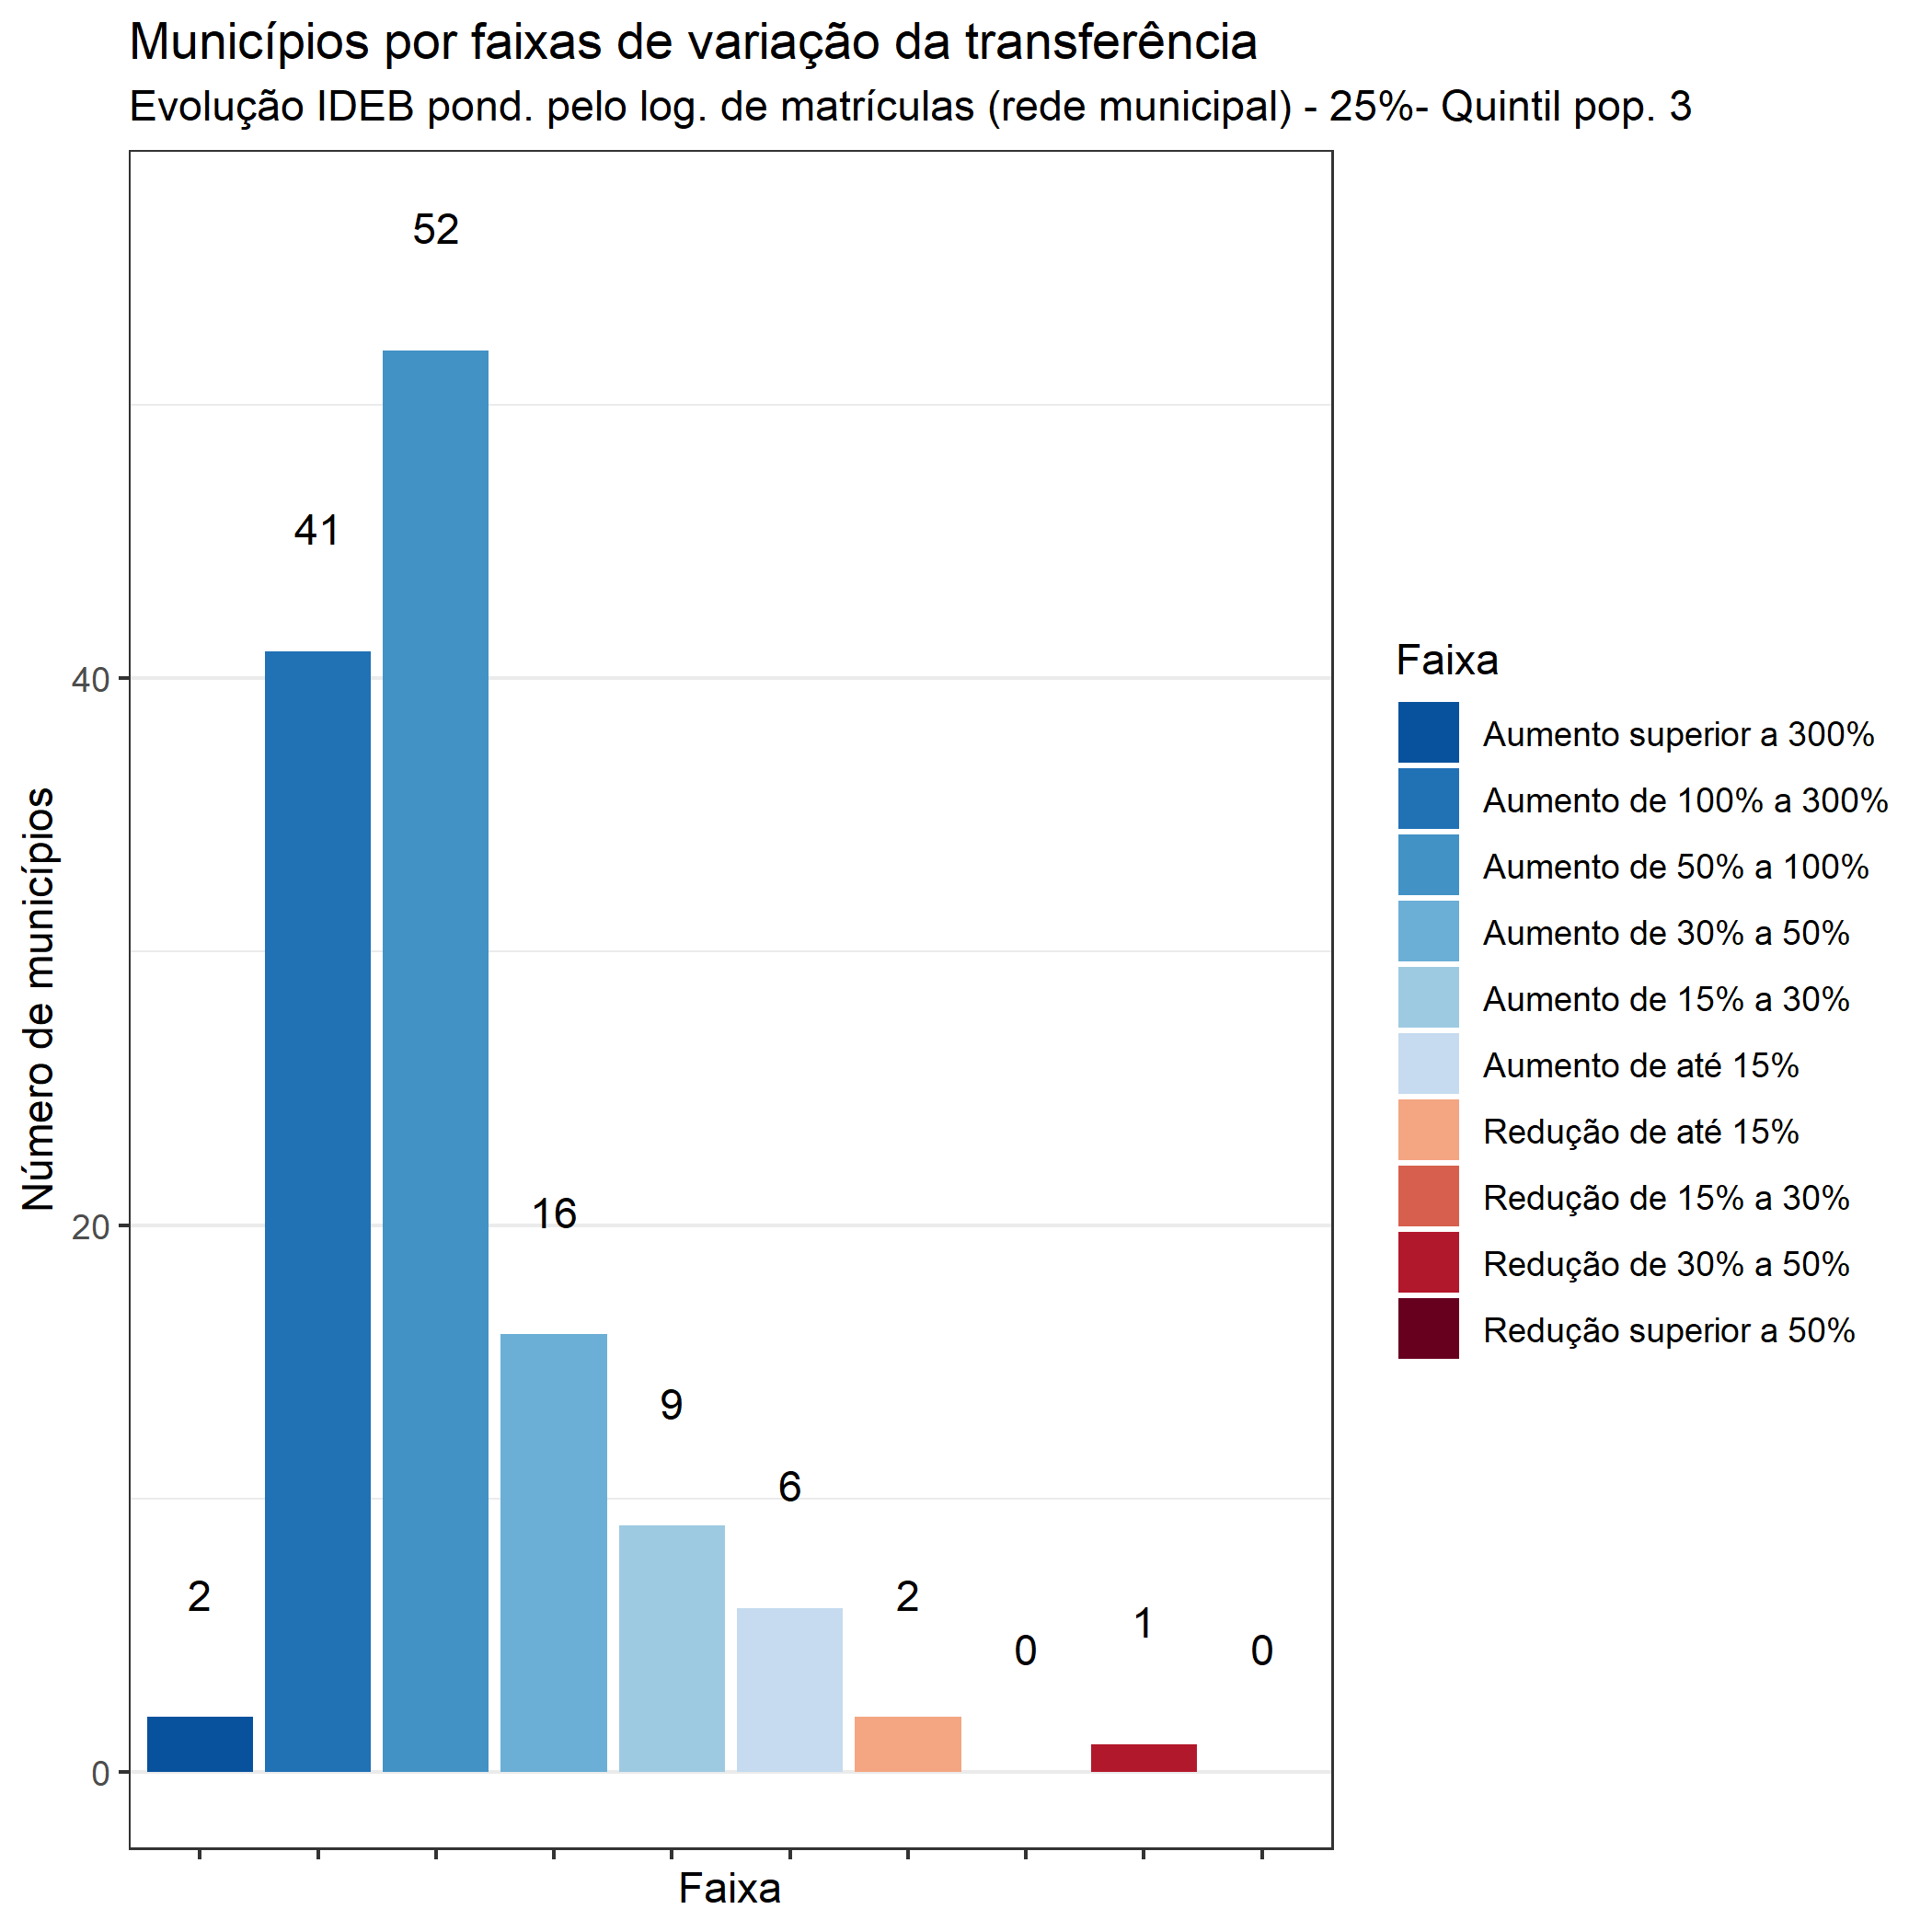 Municípios por faixas de variação da transferência
Evolução IDEB pond. pelo log. de matrículas (rede municipal) - 25%- Quintil pop. 3
Número de municípios
40
20
0
2
41
52
16
9
6
2
0
1
0
Faixa
Faixa
Aumento superior a 300%
Aumento de 100% a 300%
Aumento de 50% a 100%
Aumento de 30% a 50%
Aumento de 15% a 30%
Aumento de até 15%
Redução de até 15%
Redução de 15% a 30%
Redução de 30% a 50%
Redução superior a 50%